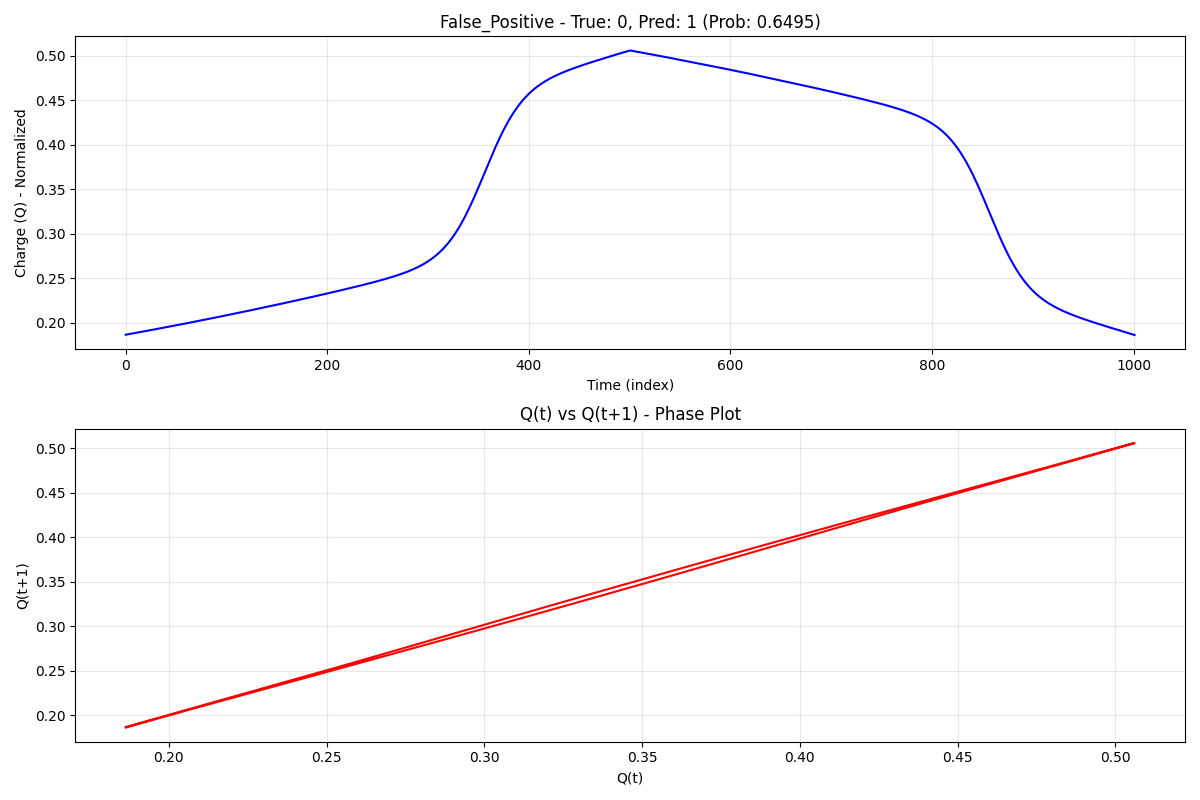 False_Positive - True: 0, Pred: 1 (Prob: 0.6495)
Charge (Q) - Normalized
0.50
0.45
0.40
0.35
0.30
0.25
0.20
0 200 400 600 800 1000
Time (index)
Q(t) vs Q(t+1) - Phase Plot
Q(t+1)
0.50
0.45
0.40
0.35
0.30
0.25
0.20
0.20 0.25 0.30 0.35 0.40 0.45 0.50
Q(t)